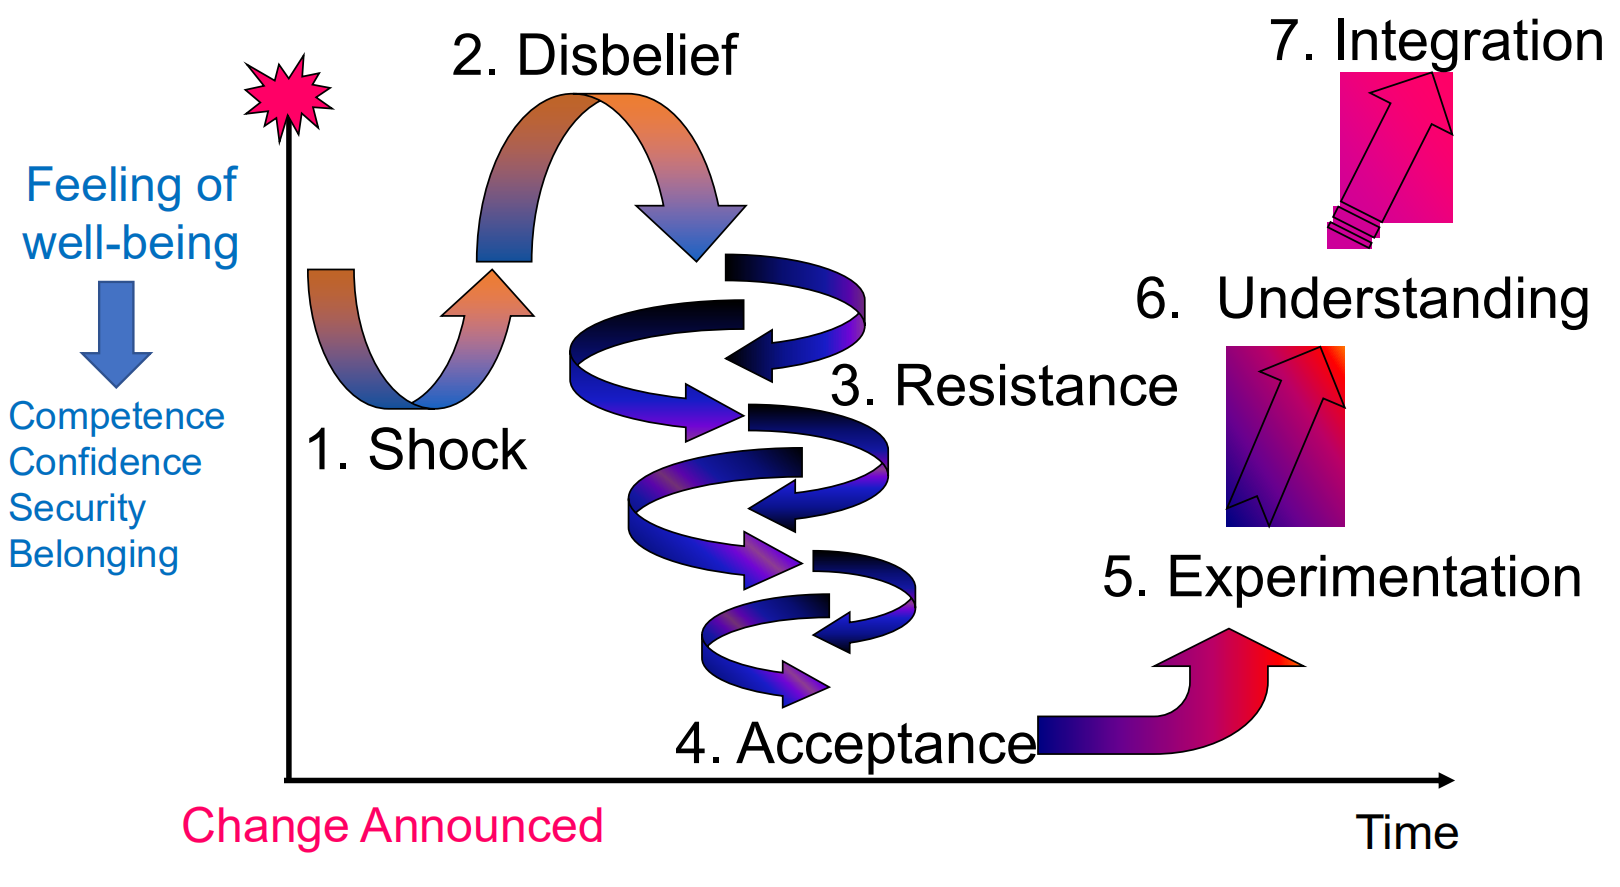 2. Disbelief
7. Integration
Feeling of
well-being
6. Understanding
3. Resistance
Competence
Confidence
Security
Belonging
1. Shock
5. Experimentation
4. Acceptance
Change Announced
Time